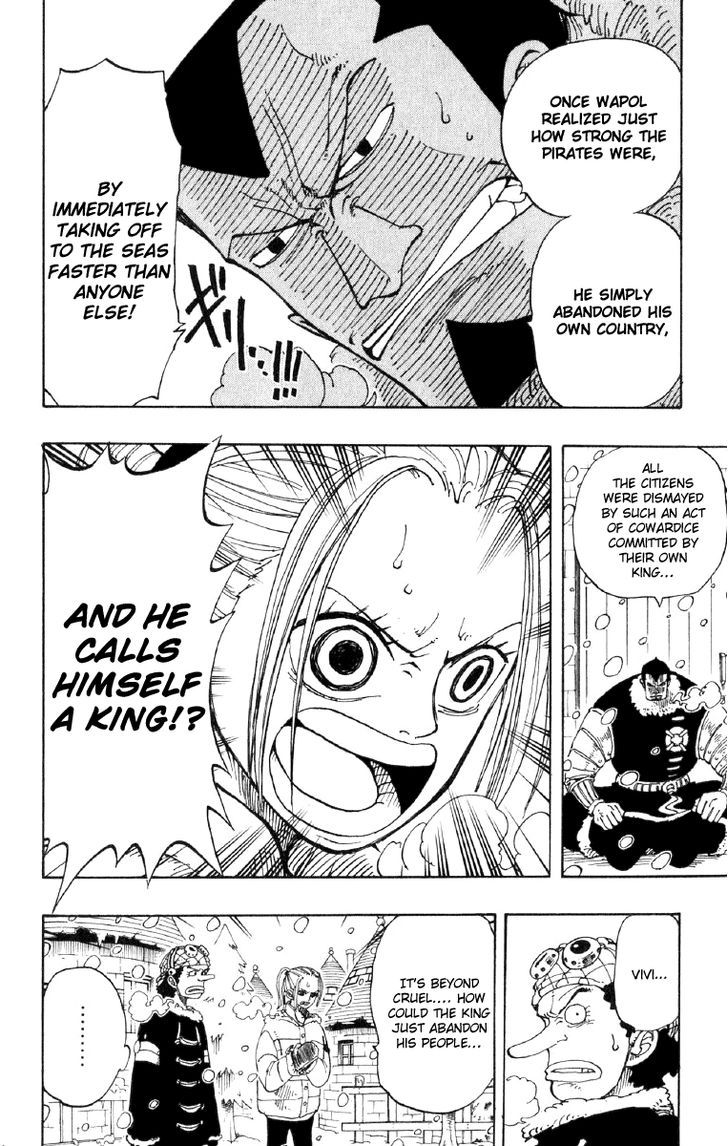 ONCE WAPOL
REALIZED JUST
HOW STRONG THE
PIRATES WERE,
HE SIMPLY
ABANDONED HIS
OWN COUNTRY,
BY
IMMEDIATELY
TAKING OFF
TO THE SEAS
FASTER THAN
ANYONE
ELSE!
ALL
THE CITIZENS
WERE DISMAYED
BY SUCH AN ACT
OF COWARDICE
COMMITTED BY
THEIR OWN
KING...
AND HE
CALLS
HIMSELF
A KING!?
VIVI...
IT'S BEYOND
CRUEL.... HOW
COULD THE KING
JUST ABANDON
HIS PEOPLE...
.........